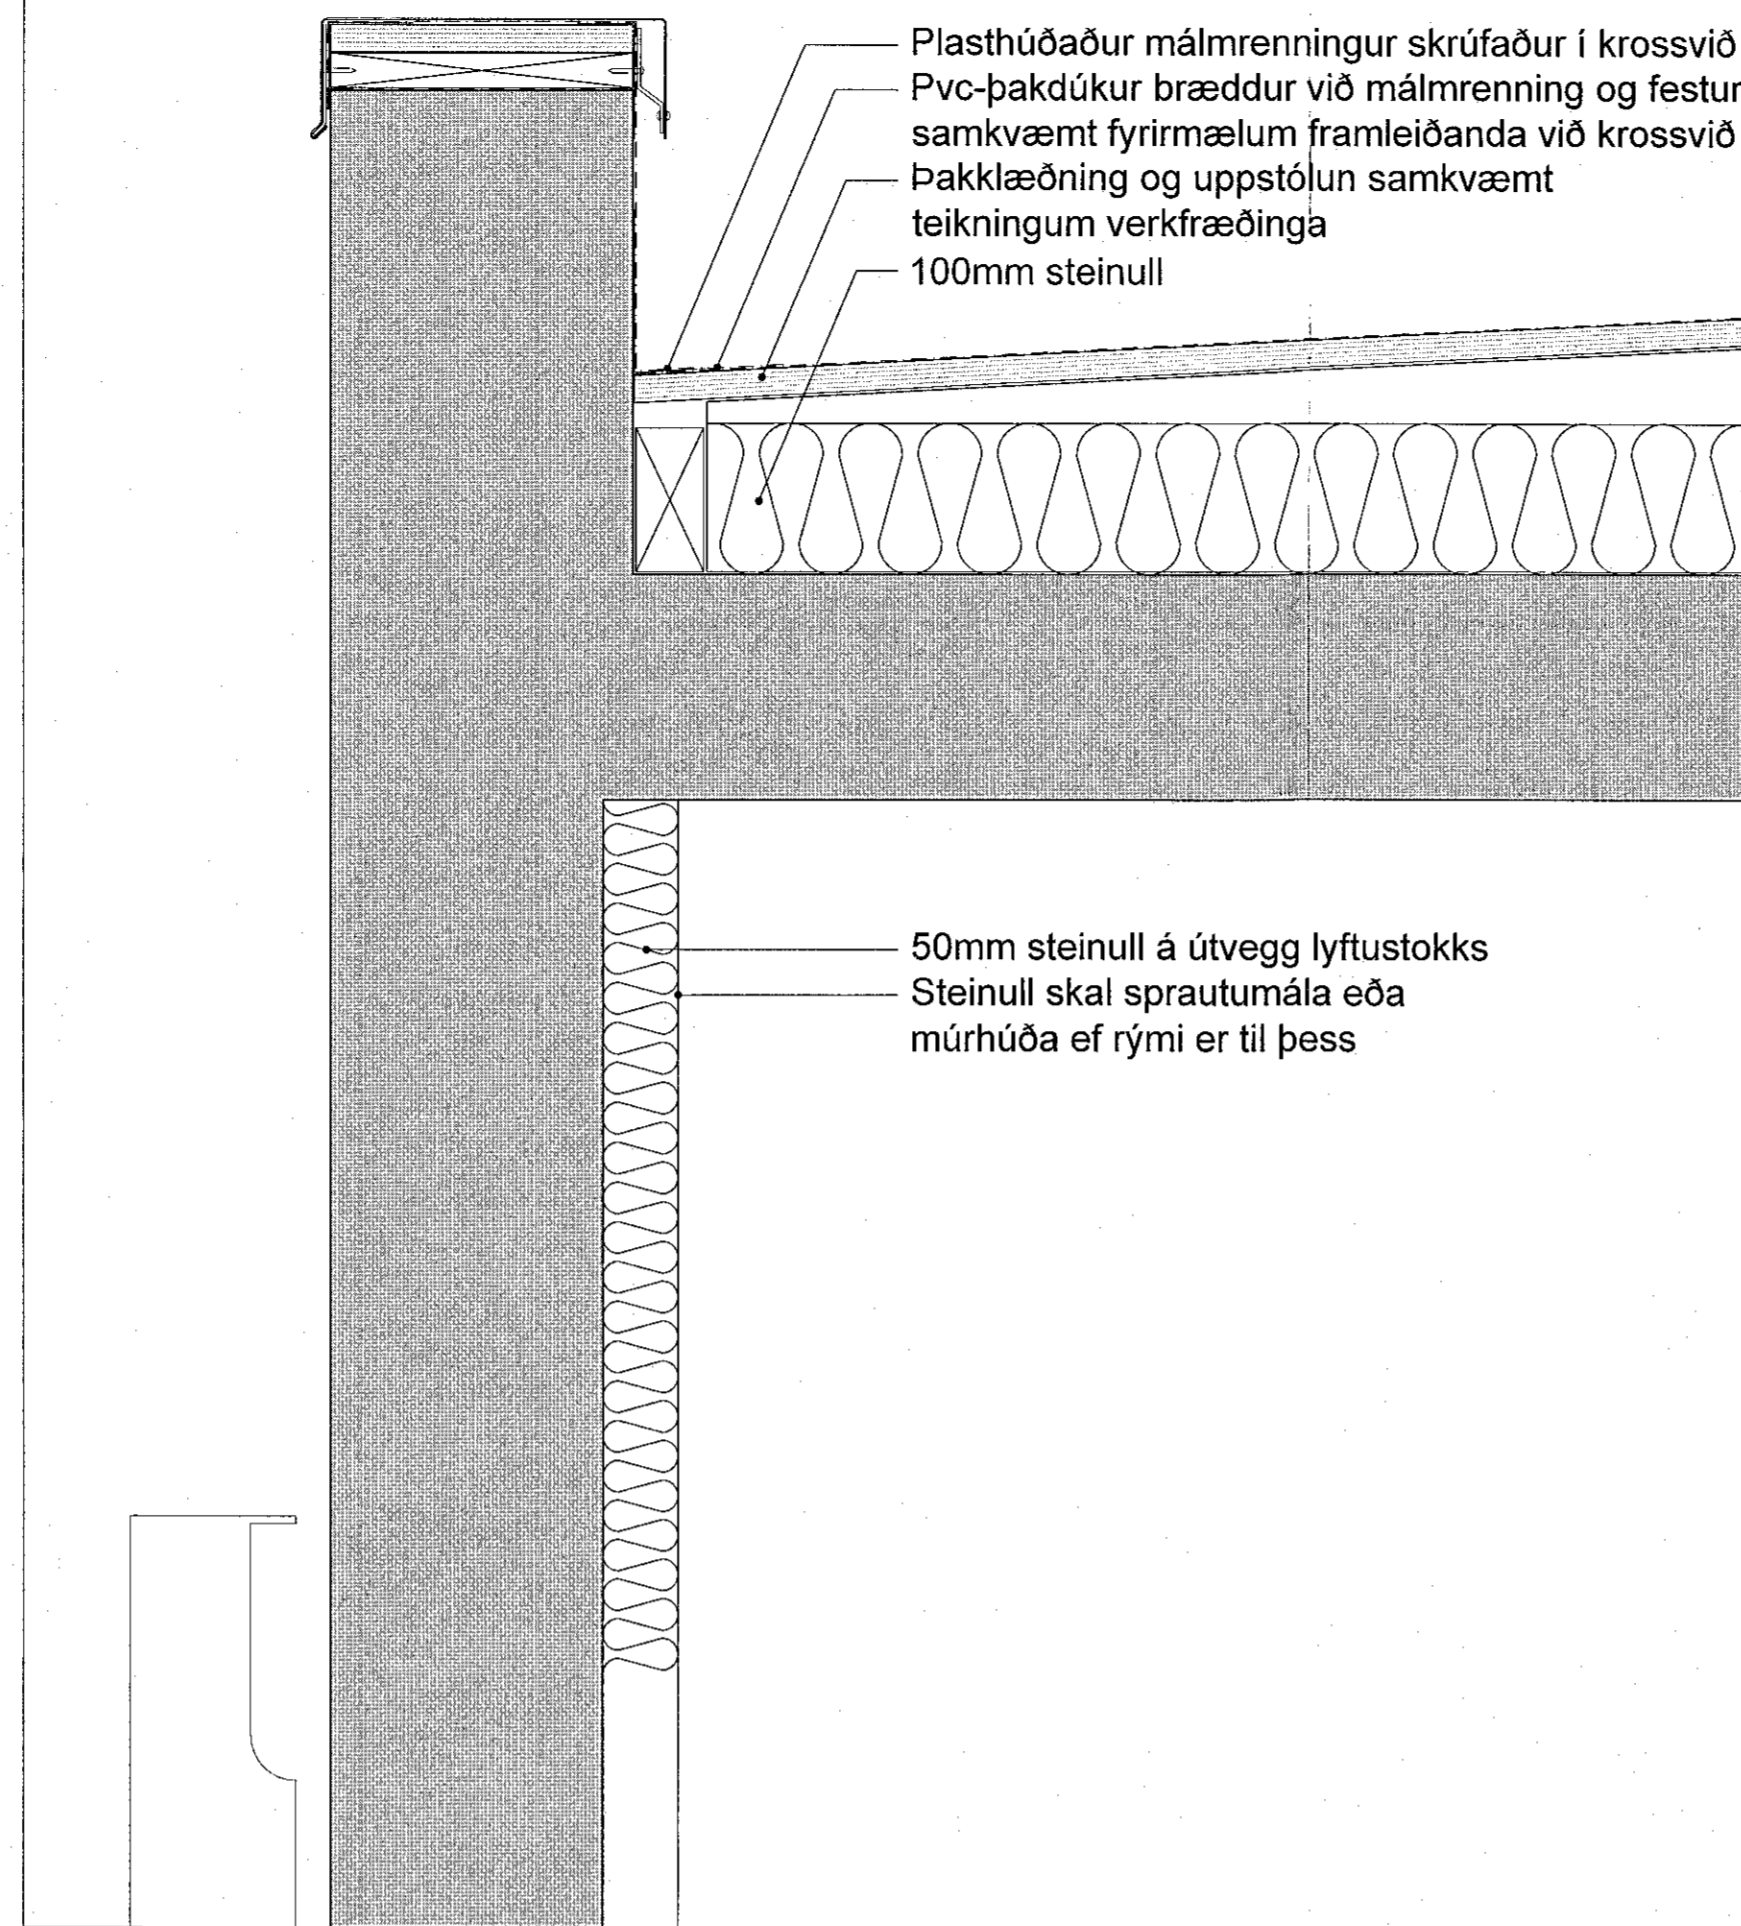 Plasthúðaður málmrenningur skrúfaður í krossvið
Pvc-þakdúkur bræddur við málmrenning og festur
samkvæmt fyrirmælum framleiðanda við krossvið
Þakklæðning og uppstólun samkvæmt
teikningum verkfræðinga
100mm steinull
50mm steinull á útvegg lyftustokks
Steinull skal sprautumála eða
múrhúða ef rými er til þess